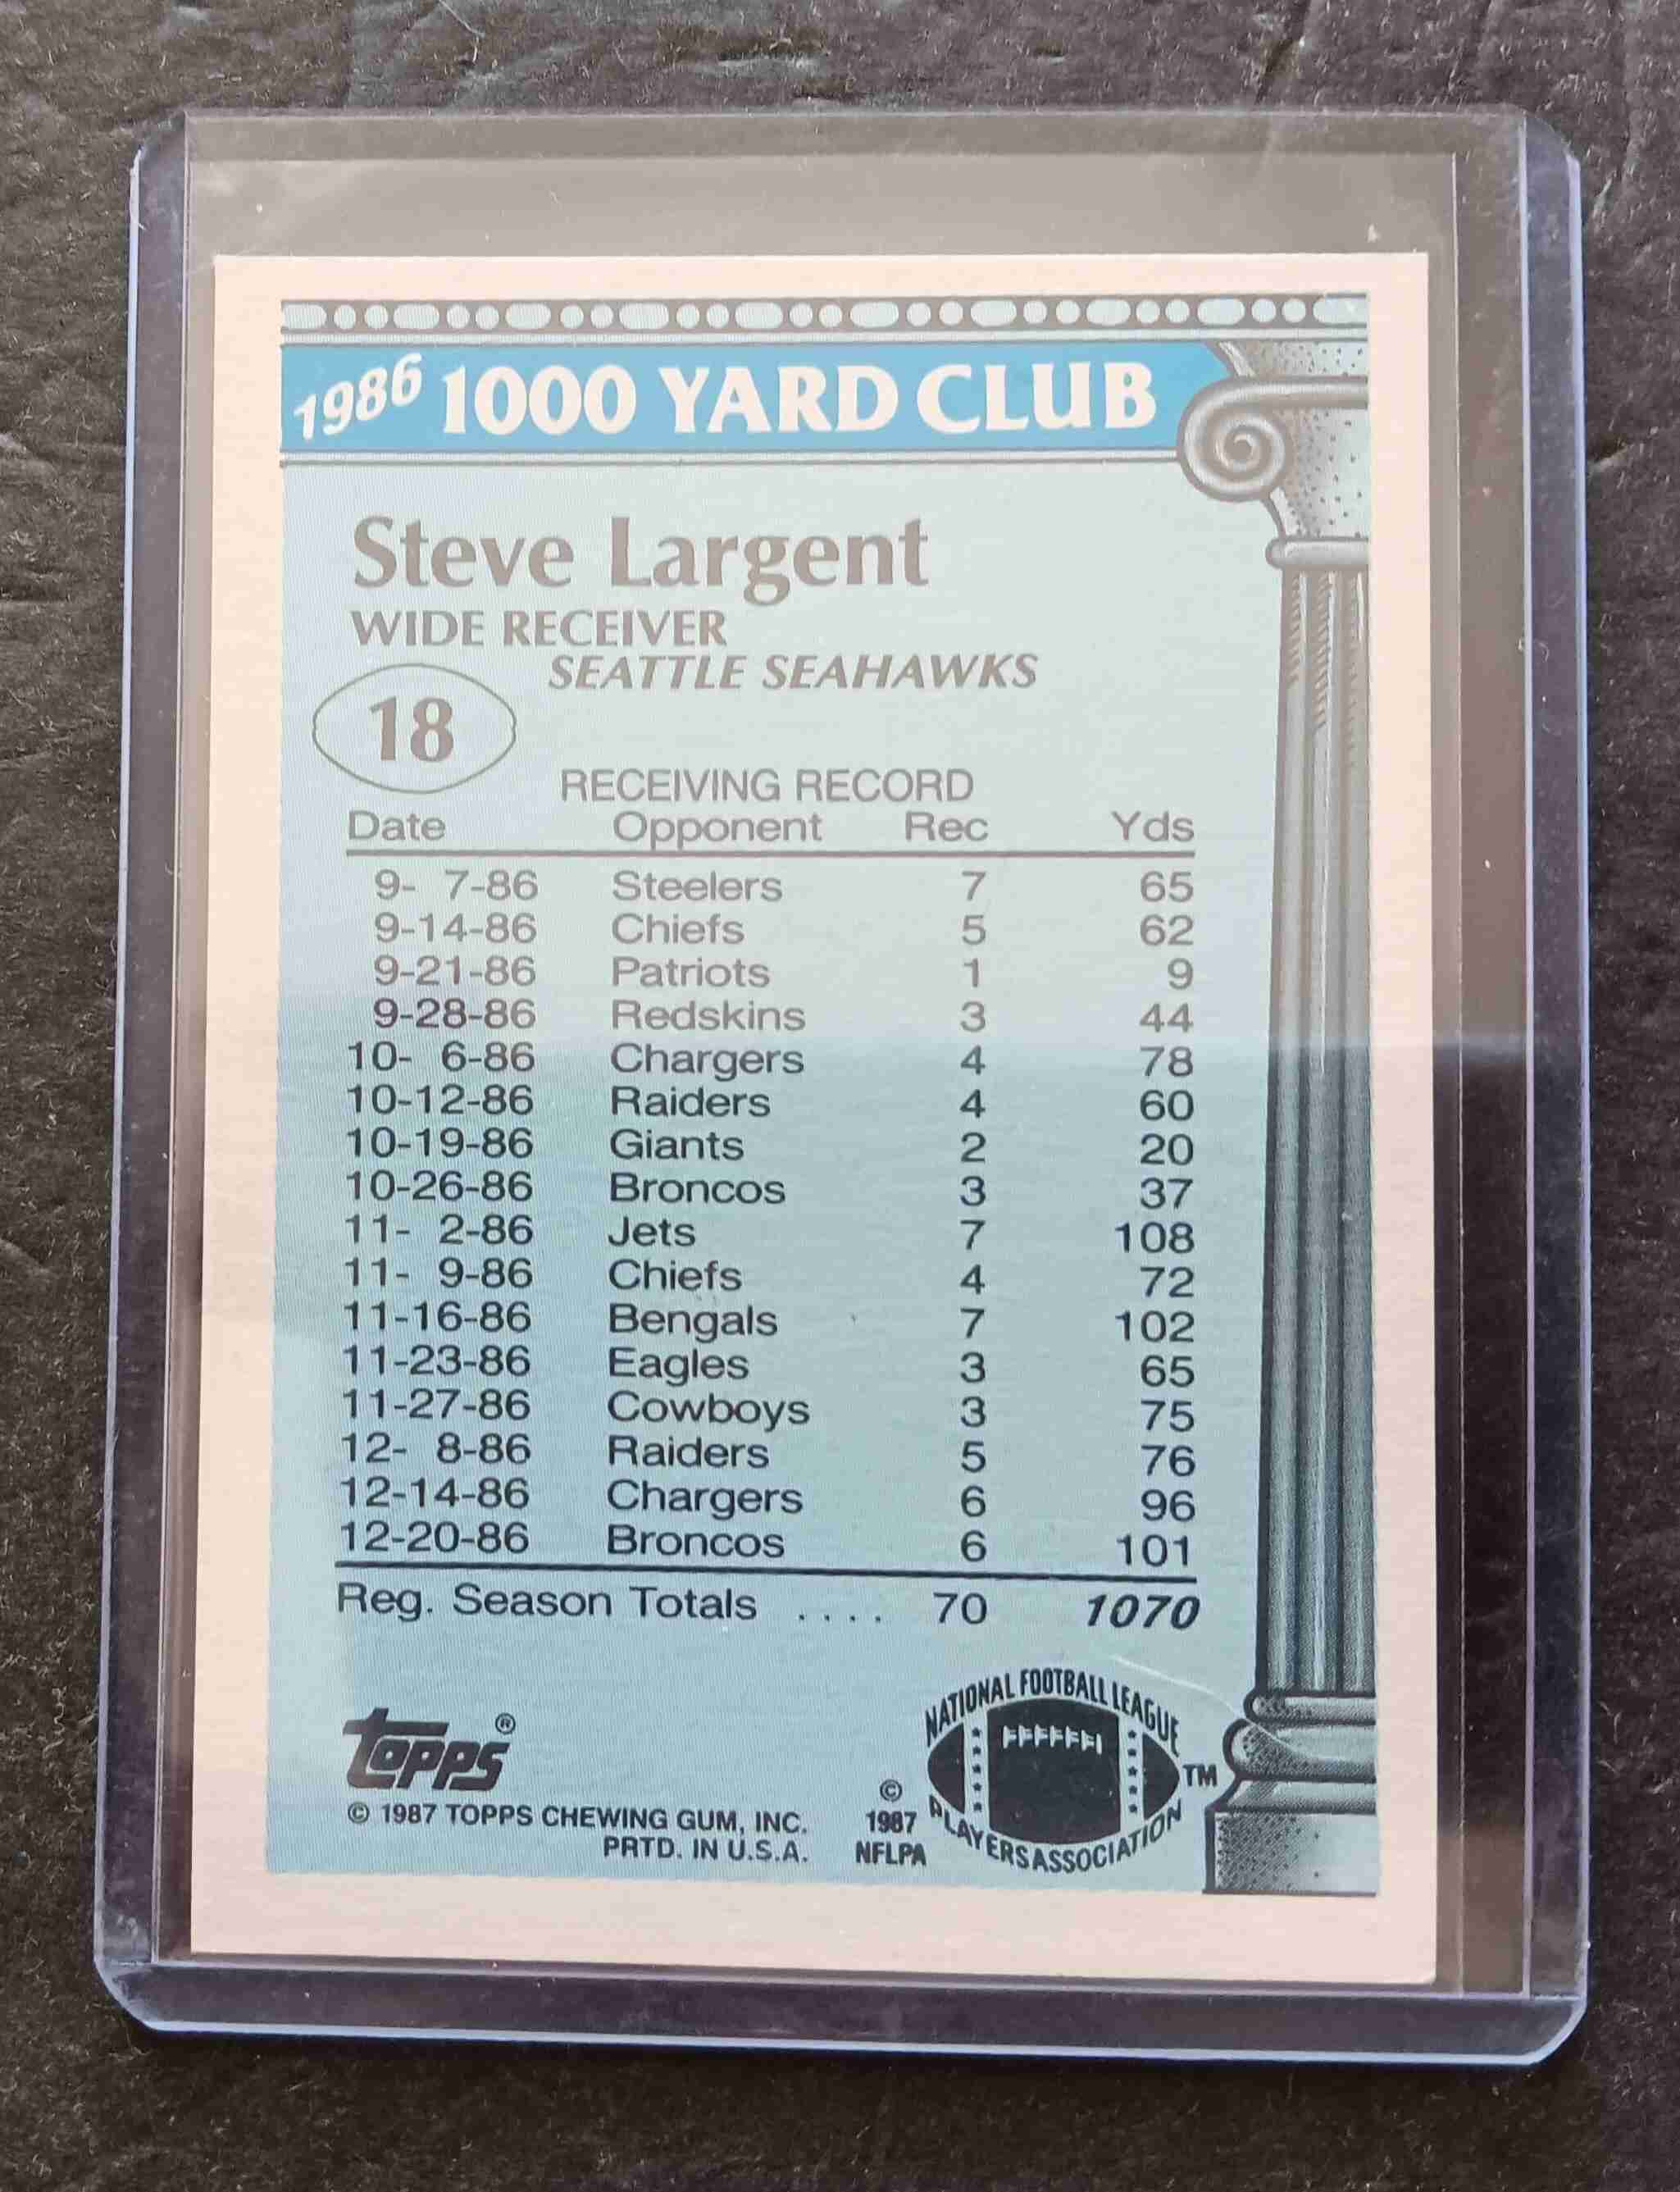 1986 1000 YARD CLUB
Steve Largent
WIDE RECEIVER
SEATTLE SEAHAWKS
18
RECEIVING RECORD
Date Opponent Rec Yds
9- 7-86 Steelers 7 65
9-14-86 Chiefs 5 62
9-21-86 Patriots 1 9
9-28-86 Redskins 3 44
10- 6-86 Chargers 4 78
10-12-86 Raiders 4 60
10-19-86 Giants 2 20
10-26-86 Broncos 3 37
11- 2-86 Jets 7 108
11- 9-86 Chiefs 4 72
11-16-86 Bengals 7 102
11-23-86 Eagles 3 65
11-27-86 Cowboys 3 75
12- 8-86 Raiders 5 76
12-14-86 Chargers 6 96
12-20-86 Broncos 6 101
Reg. Season Totals .... 70 1070
TOPPS®
© 1987 TOPPS CHEWING GUM, INC.
PRTD. IN U.S.A.
©
1987
NFLPA
NATIONAL FOOTBALL LEAGUE
PLAYERS ASSOCIATION
TM